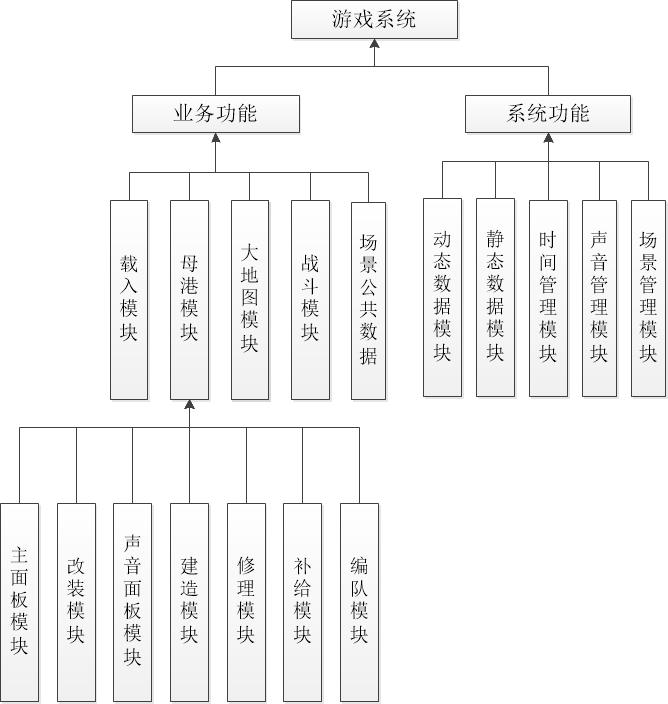 游戏系统
业务功能
系统功能
载入模块
母港模块
大地图模块
战斗模块
场景公共数据
动态数据模块
静态数据模块
时间管理模块
声音管理模块
场景管理模块
主面板模块
改装模块
声音面板模块
建造模块
修理模块
补给模块
编队模块